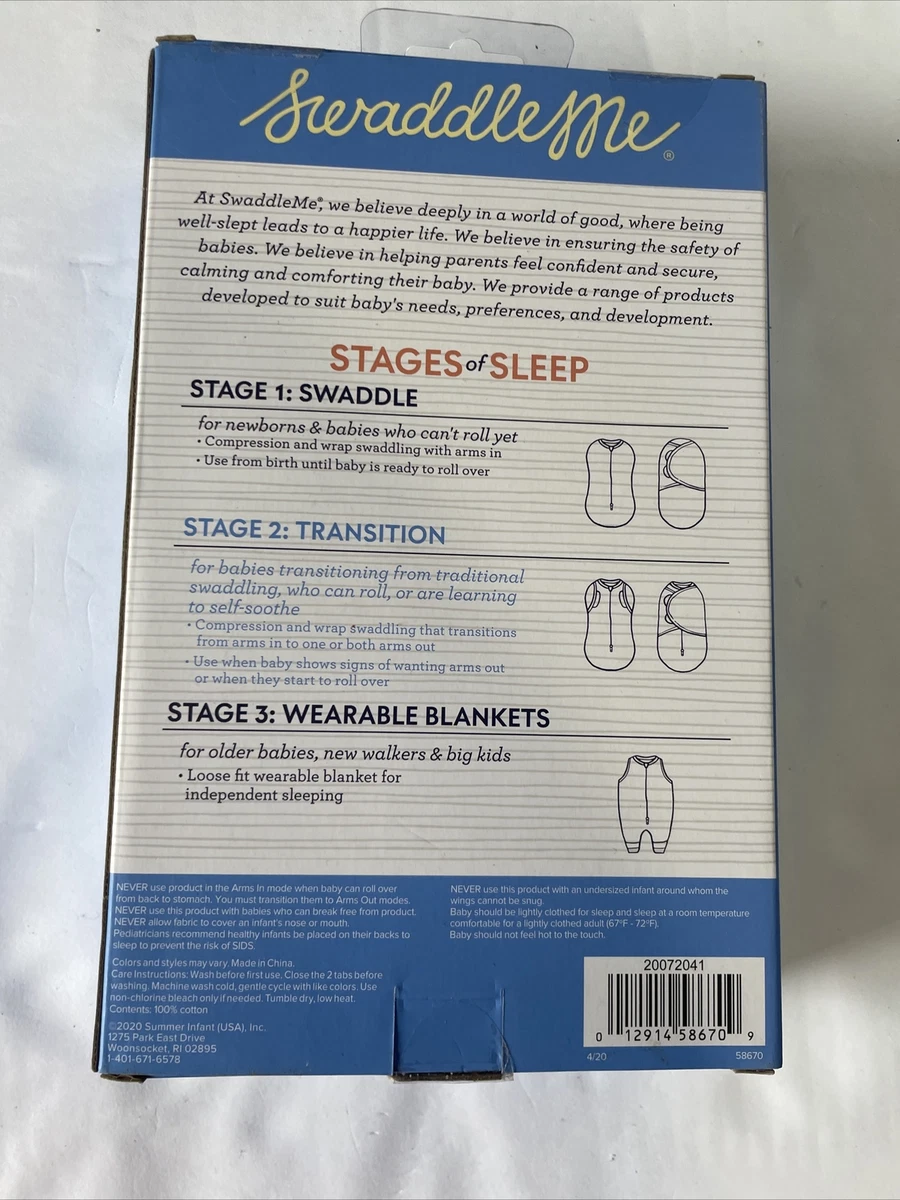 SwaddleMe®
At SwaddleMe®, we believe deeply in a world of good, where being
well-slept leads to a happier life. We believe in ensuring the safety of
babies. We believe in helping parents feel confident and secure,
calming and comforting their baby. We provide a range of products
developed to suit baby's needs, preferences, and development.
STAGES of SLEEP
STAGE 1: SWADDLE
for newborns & babies who can't roll yet
• Compression and wrap swaddling with arms in
• Use from birth until baby is ready to roll over
STAGE 2: TRANSITION
for babies transitioning from traditional
swaddling, who can roll, or are learning
to self-soothe
• Compression and wrap swaddling that transitions
from arms in to one or both arms out
• Use when baby shows signs of wanting arms out
or when they start to roll over
STAGE 3: WEARABLE BLANKETS
for older babies, new walkers & big kids
• Loose fit wearable blanket for
independent sleeping
NEVER use product in the Arms In mode when baby can roll over
from back to stomach. You must transition them to Arms Out modes.
NEVER use this product with babies who can break free from product.
NEVER allow fabric to cover an infant's nose or mouth.
Pediatricians recommend healthy infants be placed on their backs to
sleep to prevent the risk of SIDS.
Colors and styles may vary. Made in China.
Care Instructions: Wash before first use. Close the 2 tabs before
washing. Machine wash cold, gentle cycle with like colors. Use
non-chlorine bleach only if needed. Tumble dry, low heat.
Contents: 100% cotton
©2020 Summer Infant (USA), Inc.
1275 Park East Drive
Woonsocket, RI 02895
1-401-671-6578
NEVER use this product with an undersized infant around whom the
wings cannot be snug.
Baby should be lightly clothed for sleep and sleep at a room temperature
comfortable for a lightly clothed adult (67°F - 72°F).
Baby should not feel hot to the touch.
20072041
0 12914 58670 9
4/20 58670